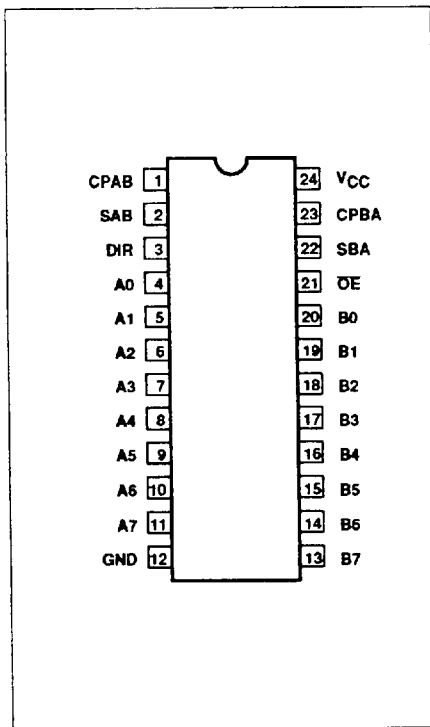 CPAB 1 24 VCC
SAB 2 23 CPBA
DIR 3 22 SBA
A0 4 21 O̅E̅
A1 5 20 B0
A2 6 19 B1
A3 7 18 B2
A4 8 17 B3
A5 9 16 B4
A6 10 15 B5
A7 11 14 B6
GND 12 13 B7